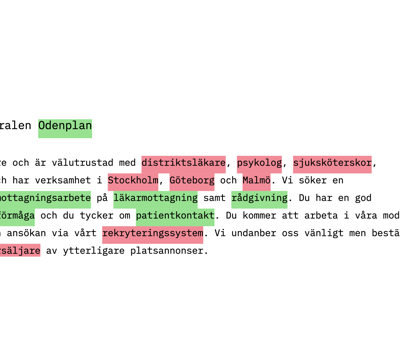 ralen Odenplan
re och är välutrustad med distriktsläkare, psykolog, sjuksköterskor,
ch har verksamhet i Stockholm, Göteborg och Malmö. Vi söker en
mottagningsarbete på läkarmottagning samt rådgivning. Du har en god
förmåga och du tycker om patientkontakt. Du kommer att arbeta i våra mod
n ansökan via vårt rekryteringssystem. Vi undanber oss vänligt men bestä
rsäljare av ytterligare platsannonser.